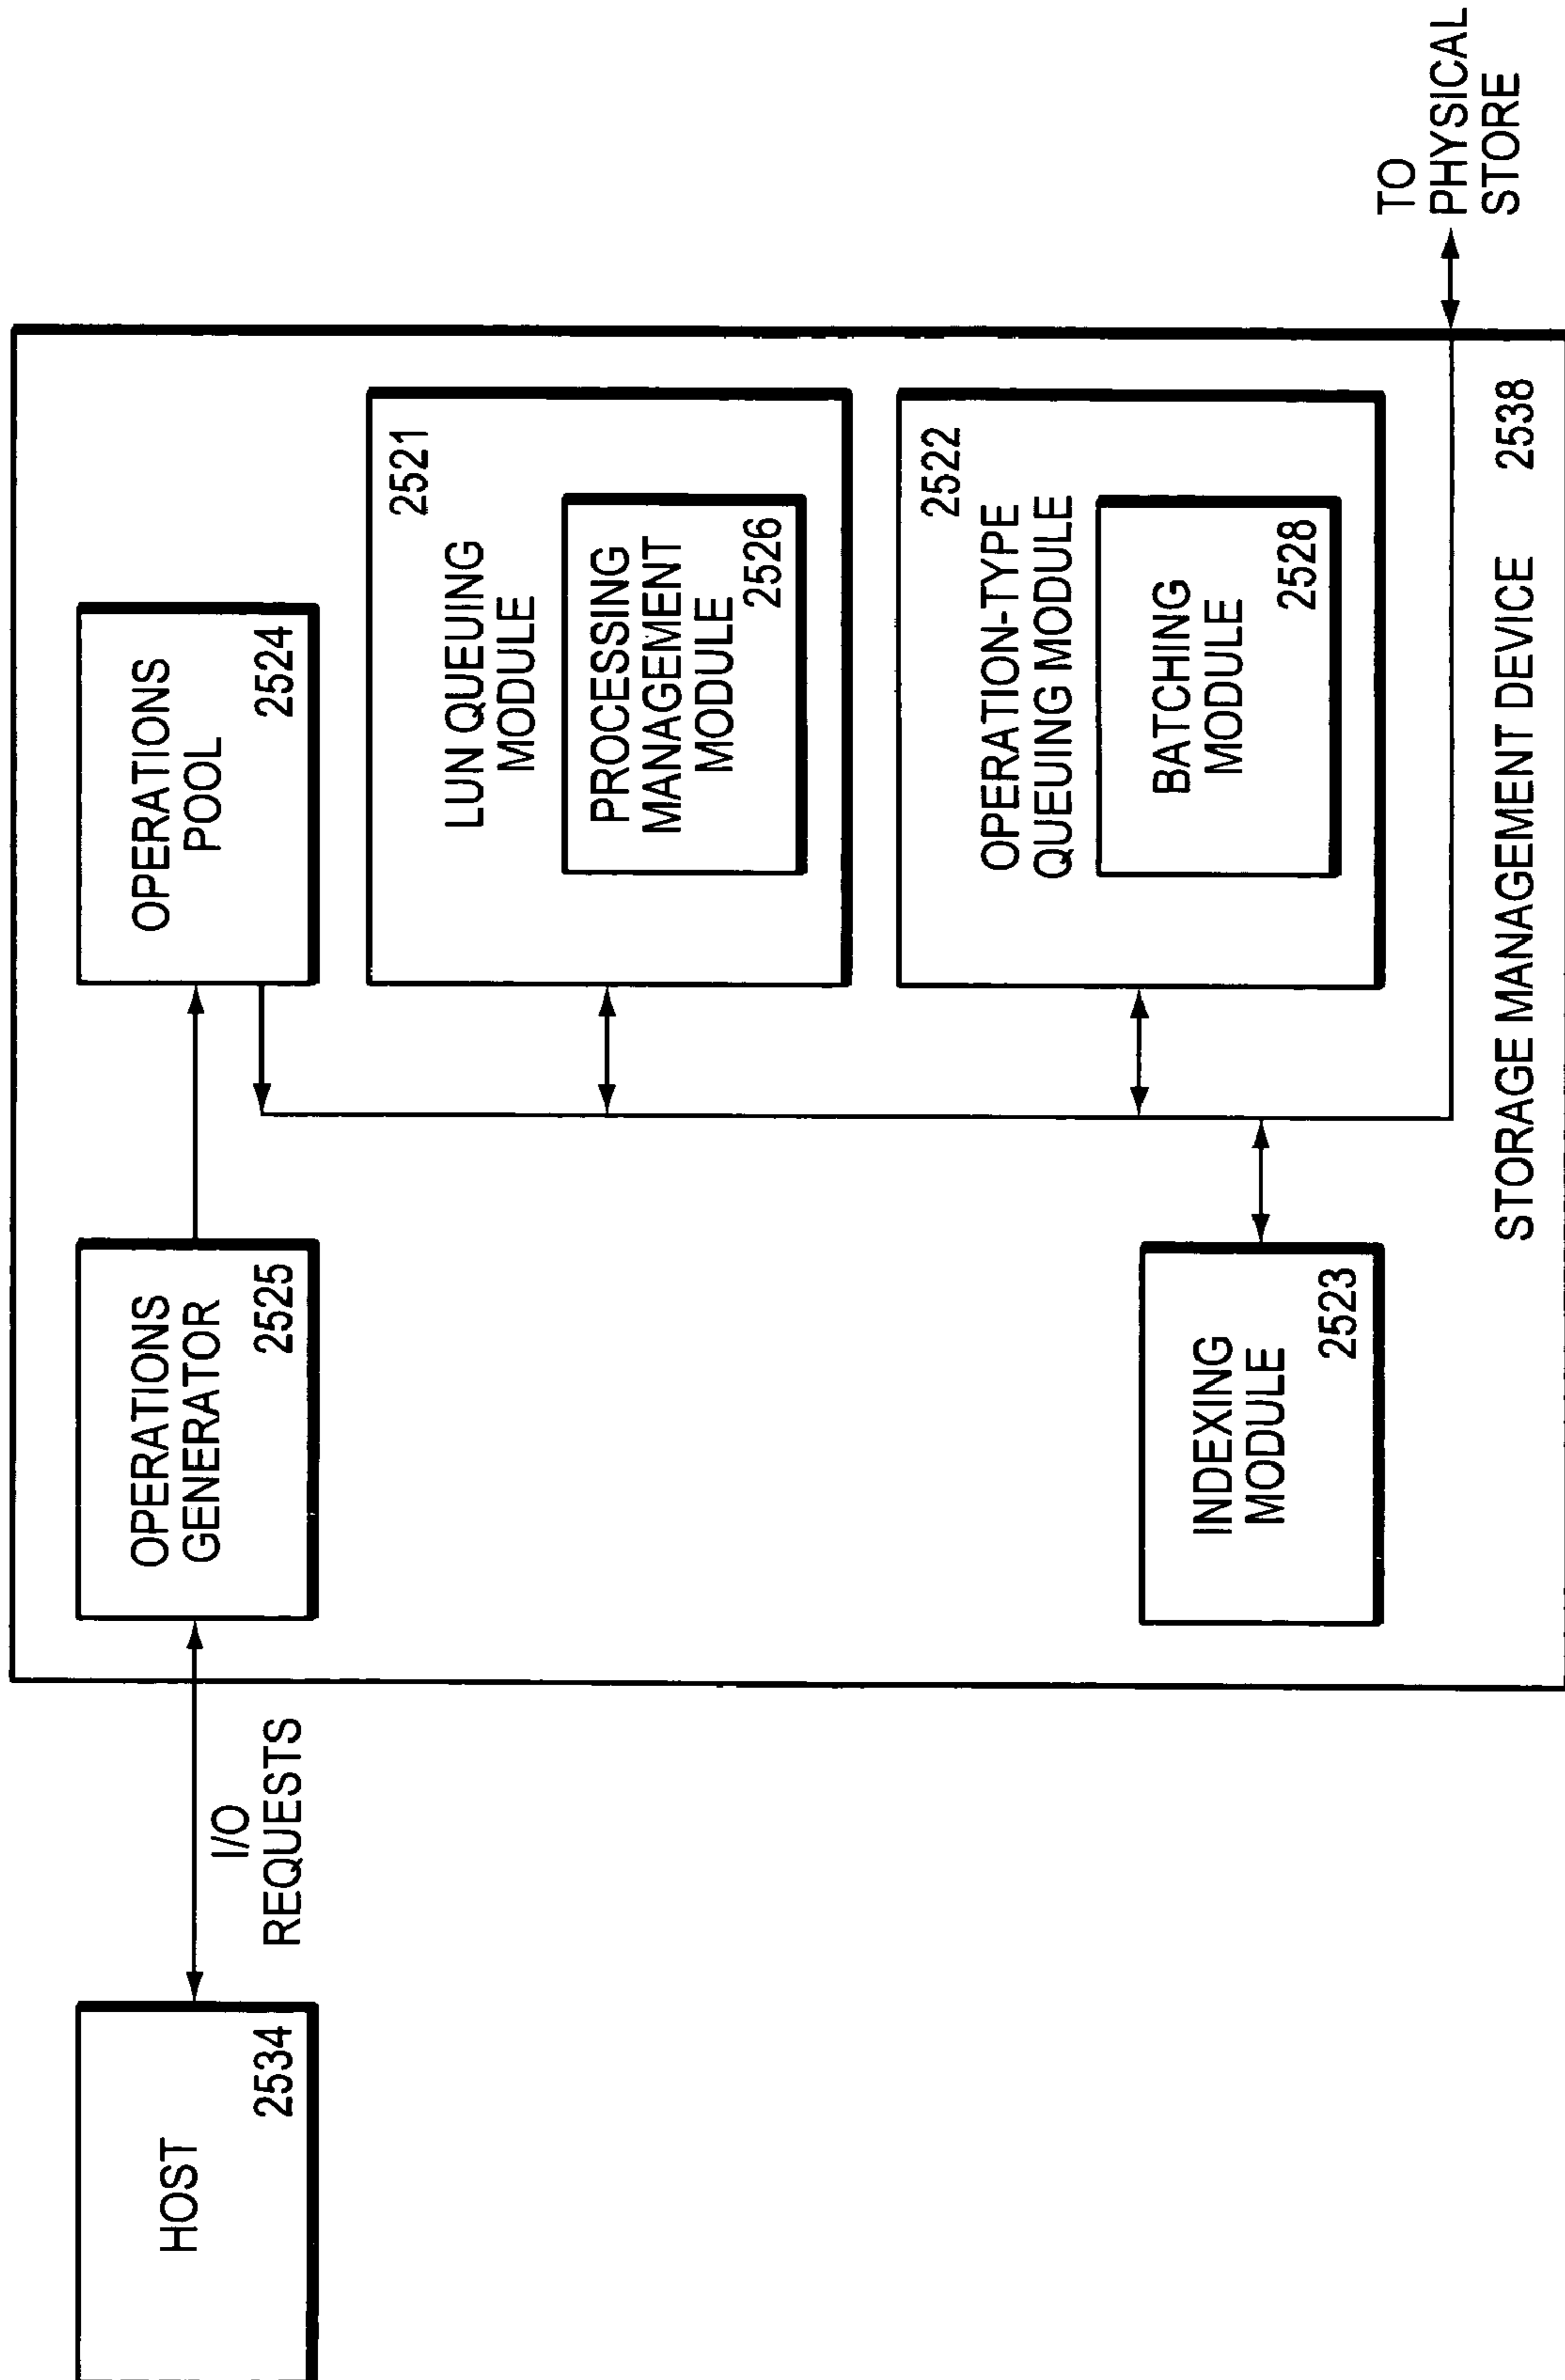 HOST
2534
I/O
REQUESTS
OPERATIONS
GENERATOR
2525
OPERATIONS
POOL
2524
2521
LUN QUEUING
MODULE
PROCESSING
MANAGEMENT
MODULE
2526
2522
OPERATION-TYPE
QUEUING MODULE
BATCHING
MODULE
2528
INDEXING
MODULE
2523
STORAGE MANAGEMENT DEVICE 2538
TO
PHYSICAL
STORE